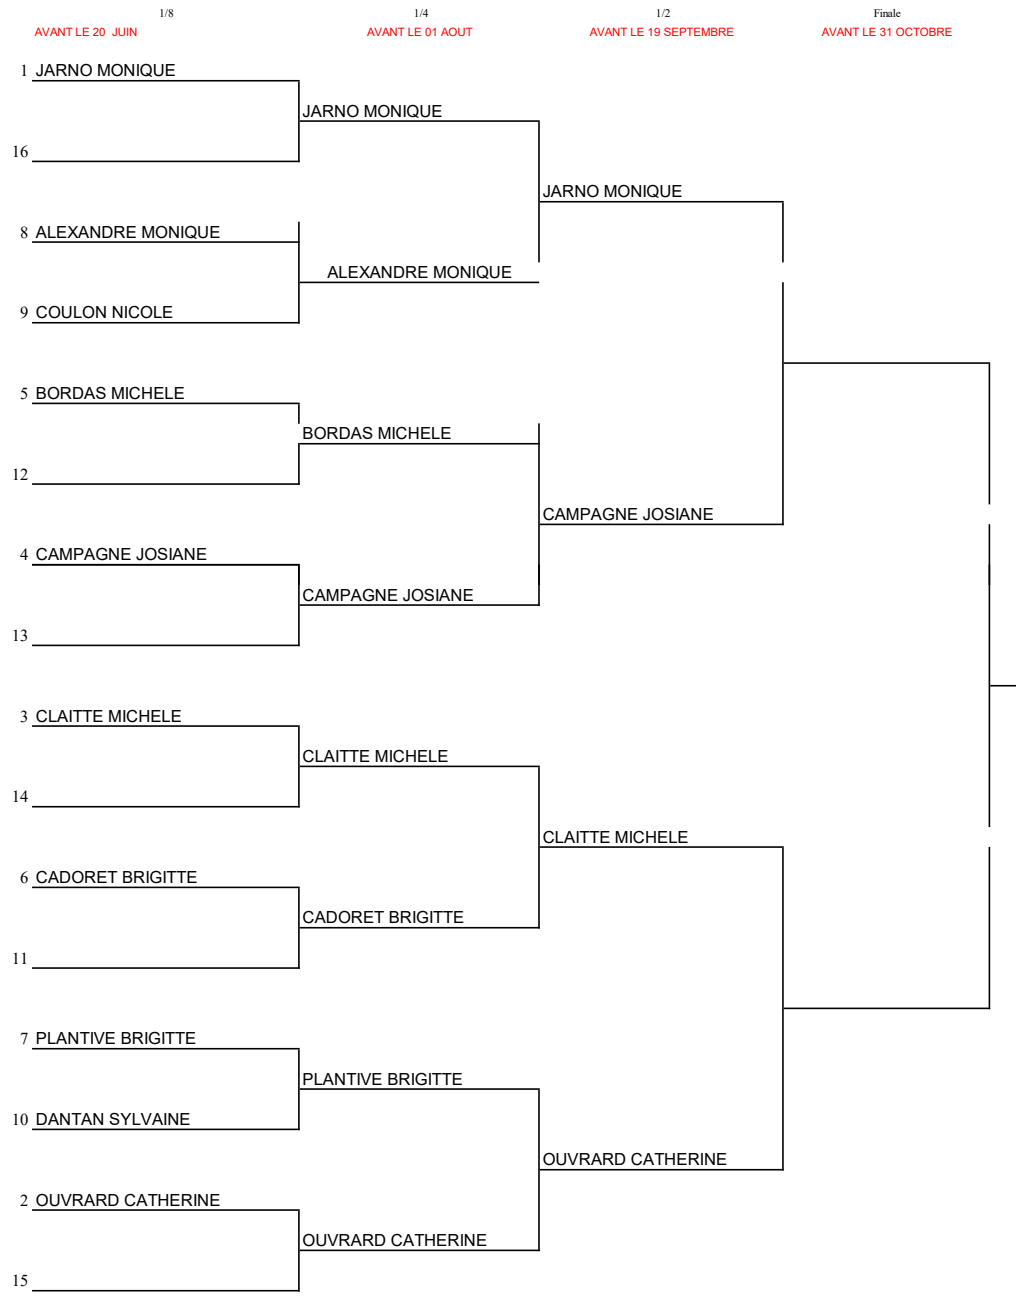 1/8 1/4 1/2 Finale
AVANT LE 20 JUIN AVANT LE 01 AOUT AVANT LE 19 SEPTEMBRE AVANT LE 31 OCTOBRE
1 JARNO MONIQUE
JARNO MONIQUE
16
JARNO MONIQUE
8 ALEXANDRE MONIQUE
ALEXANDRE MONIQUE
9 COULON NICOLE
5 BORDAS MICHELE
BORDAS MICHELE
12
CAMPAGNE JOSIANE
4 CAMPAGNE JOSIANE
CAMPAGNE JOSIANE
13
3 CLAITTE MICHELE
CLAITTE MICHELE
14
CLAITTE MICHELE
6 CADORET BRIGITTE
CADORET BRIGITTE
11
7 PLANTIVE BRIGITTE
PLANTIVE BRIGITTE
10 DANTAN SYLVAINE
OUVRARD CATHERINE
2 OUVRARD CATHERINE
OUVRARD CATHERINE
15